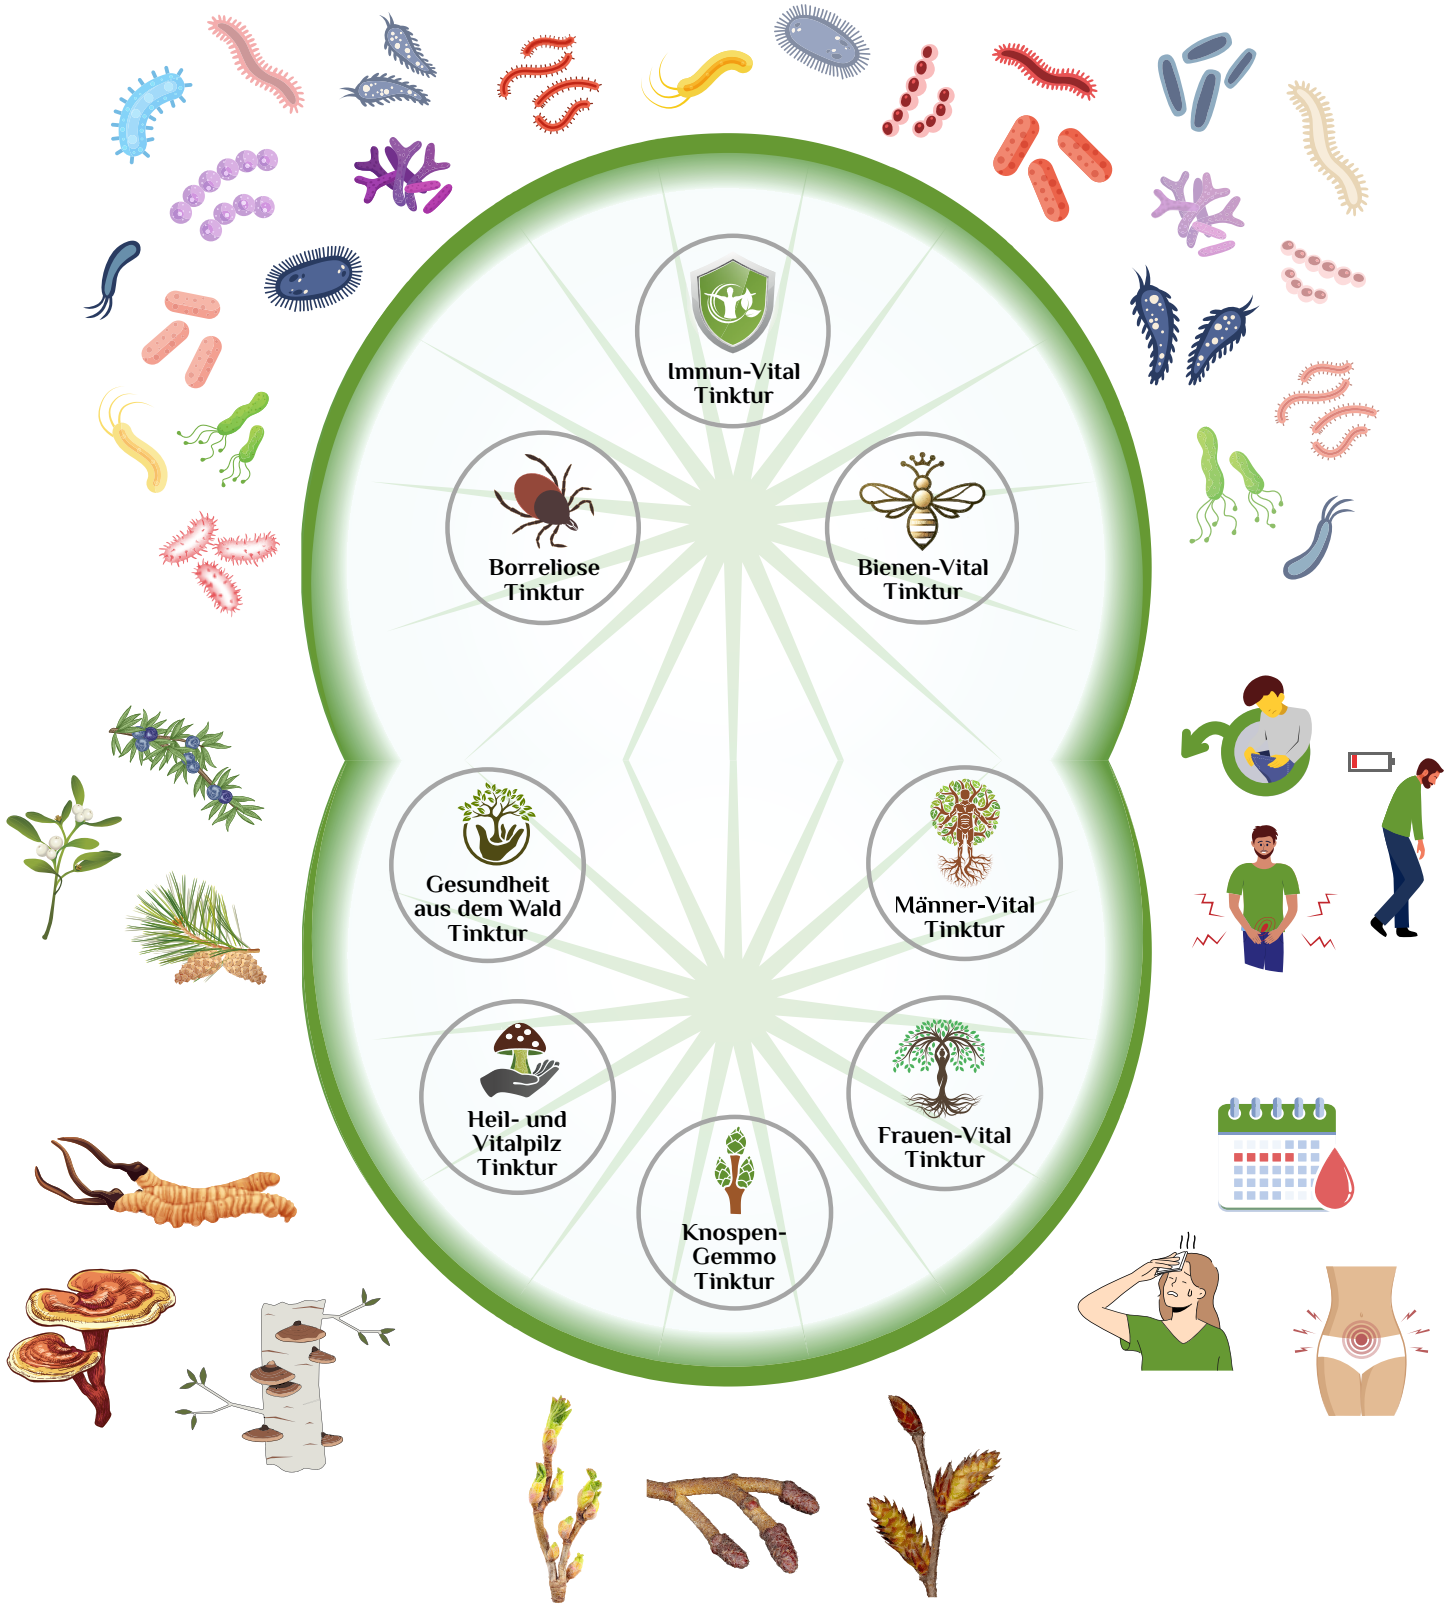 Immun-Vital
Tinktur
Borreliose
Tinktur
Bienen-Vital
Tinktur
Gesundheit
aus dem Wald
Tinktur
Männer-Vital
Tinktur
Heil- und
Vitalpilz
Tinktur
Frauen-Vital
Tinktur
Knospen-
Gemmo
Tinktur